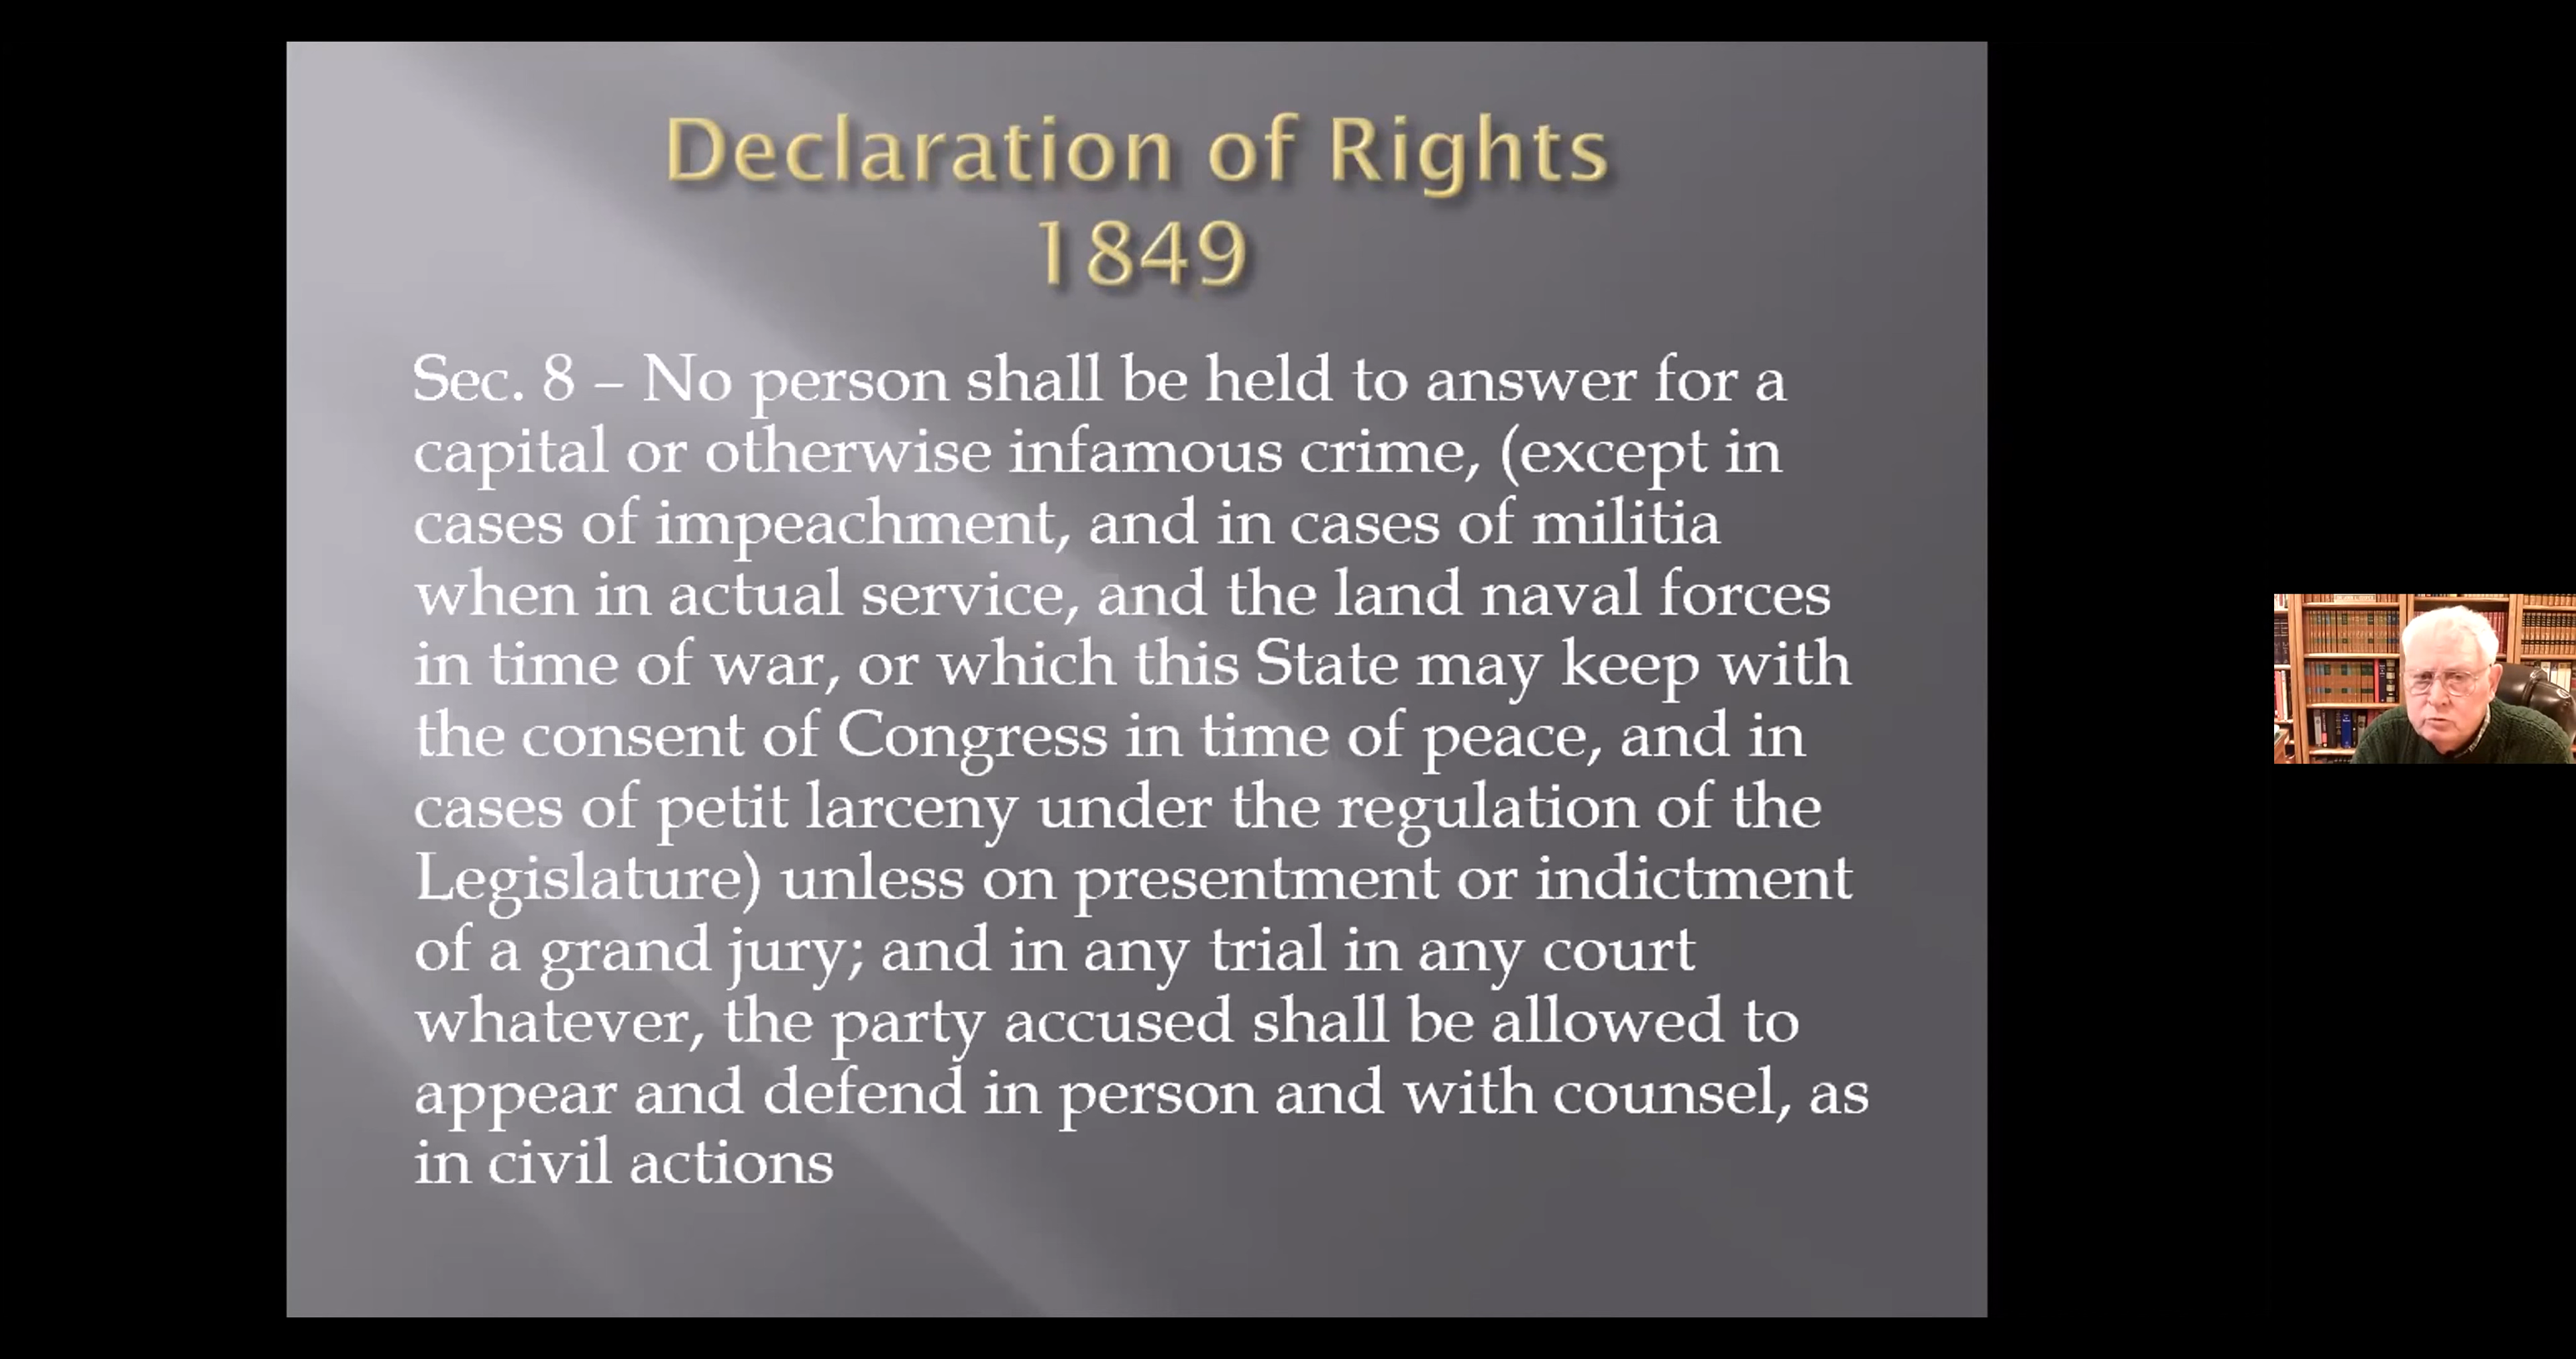 Declaration of Rights
1849
Sec. 8 – No person shall be held to answer for a
capital or otherwise infamous crime, (except in
cases of impeachment, and in cases of militia
when in actual service, and the land naval forces
in time of war, or which this State may keep with
the consent of Congress in time of peace, and in
cases of petit larceny under the regulation of the
Legislature) unless on presentment or indictment
of a grand jury; and in any trial in any court
whatever, the party accused shall be allowed to
appear and defend in person and with counsel, as
in civil actions